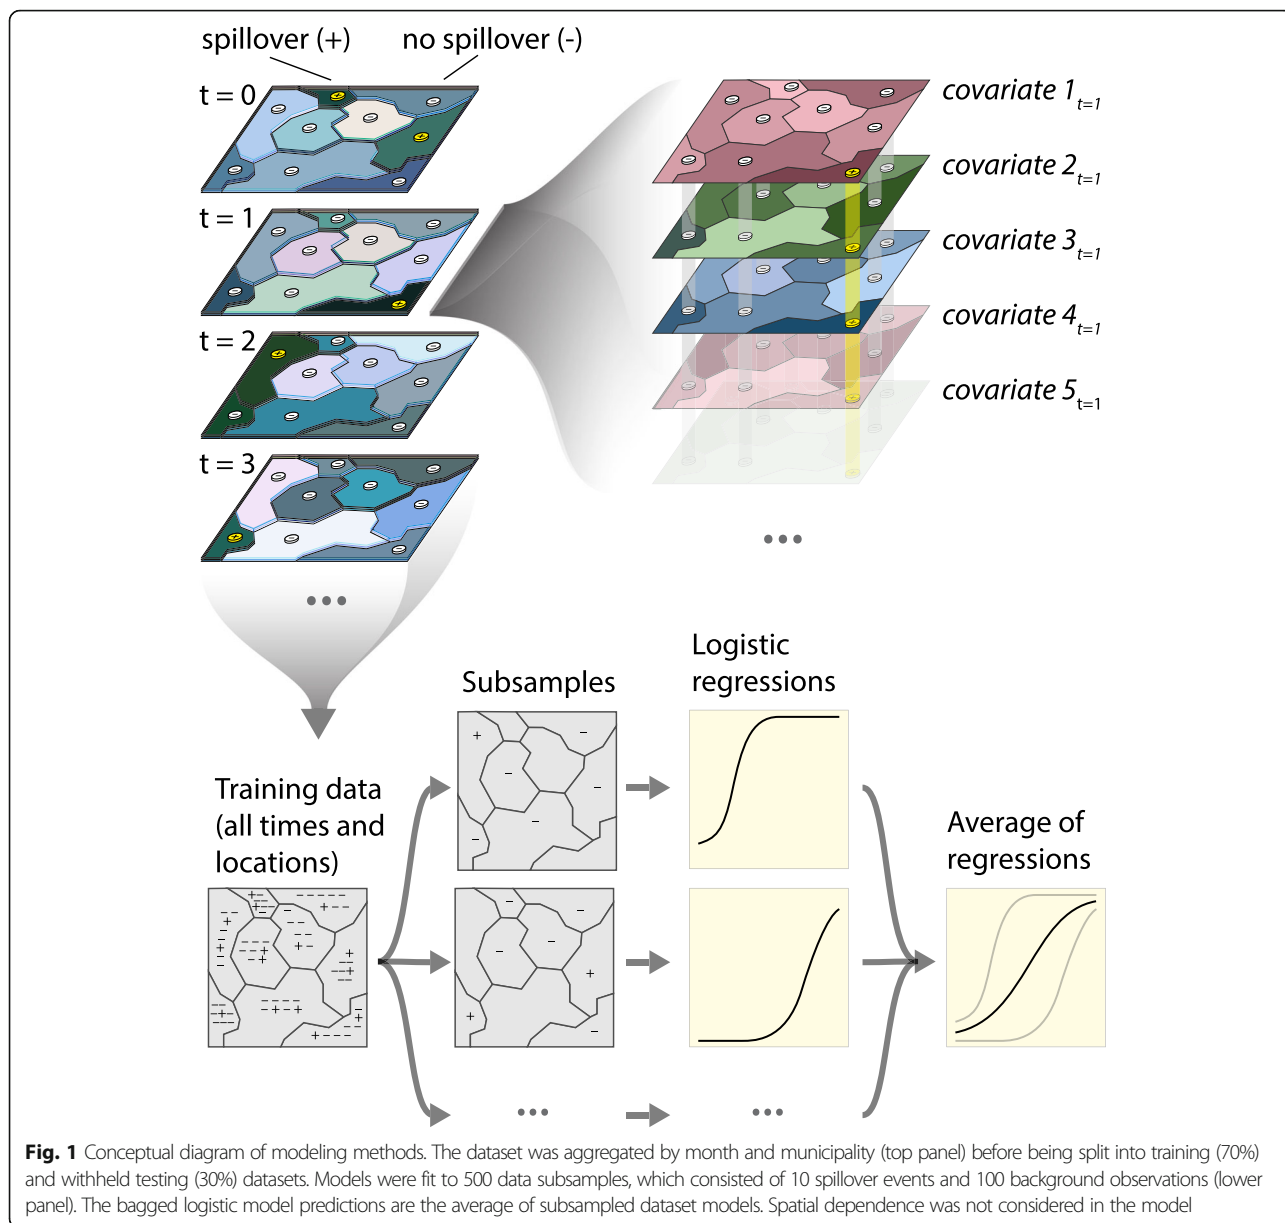 spillover (+) no spillover (-)
t = 0
t = 1
t = 2
t = 3
covariate 1t=1
covariate 2t=1
covariate 3t=1
covariate 4t=1
covariate 5t=1
Logistic
regressions
Subsamples
Training data
(all times and
locations)
Average of
regressions
Fig. 1 Conceptual diagram of modeling methods. The dataset was aggregated by month and municipality (top panel) before being split into training (70%)
and withheld testing (30%) datasets. Models were fit to 500 data subsamples, which consisted of 10 spillover events and 100 background observations (lower
panel). The bagged logistic model predictions are the average of subsampled dataset models. Spatial dependence was not considered in the model